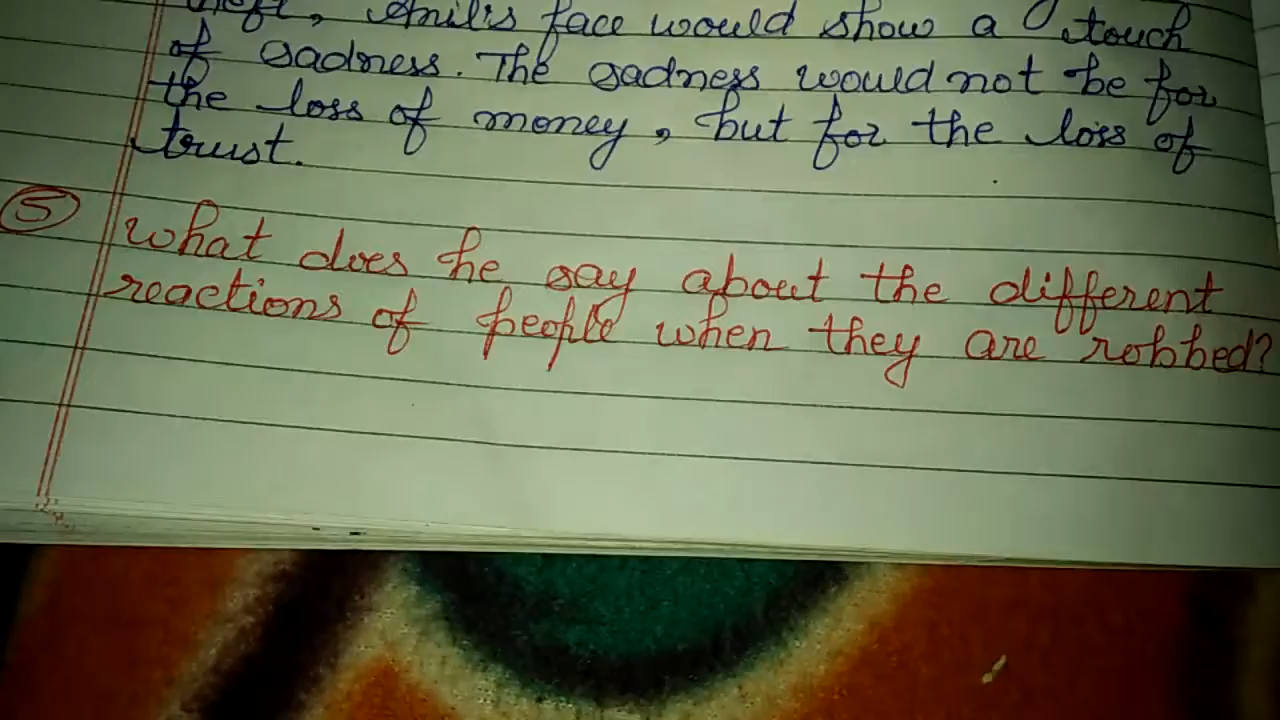 theft, Anil's face would show a touch
of sadness. The sadness would not be for
the loss of money, but for the loss of
trust.
5 What does he say about the different
reactions of people when they are robbed?